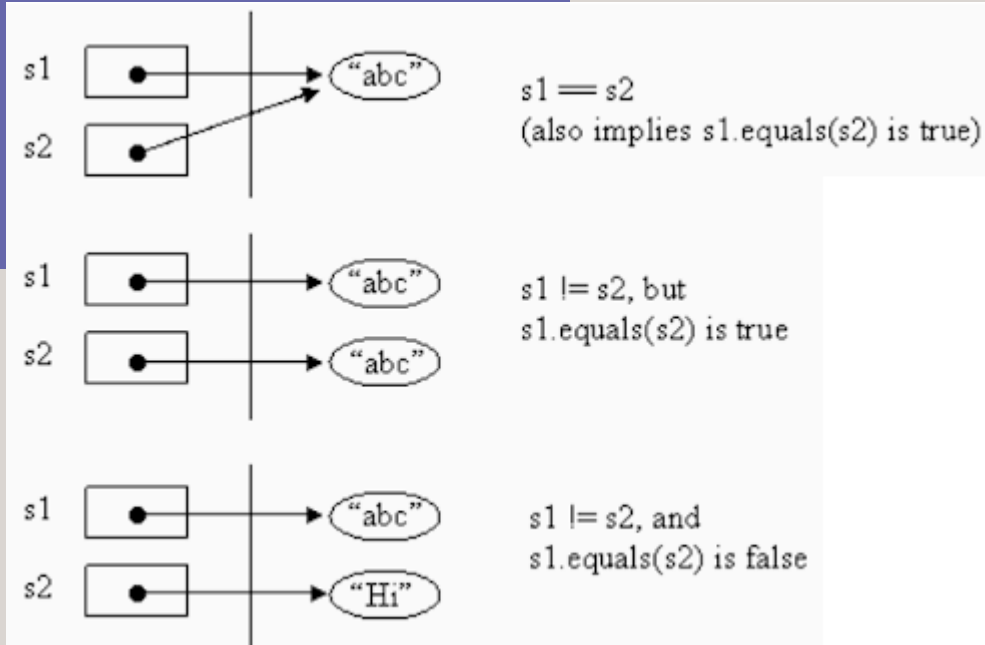 s1
“abc”
s1 == s2
(also implies s1.equals(s2) is true)
s2
s1
“abc”
s1 != s2, but
s1.equals(s2) is true
s2
“abc”
s1
“abc”
s1 != s2, and
s1.equals(s2) is false
s2
“Hi”